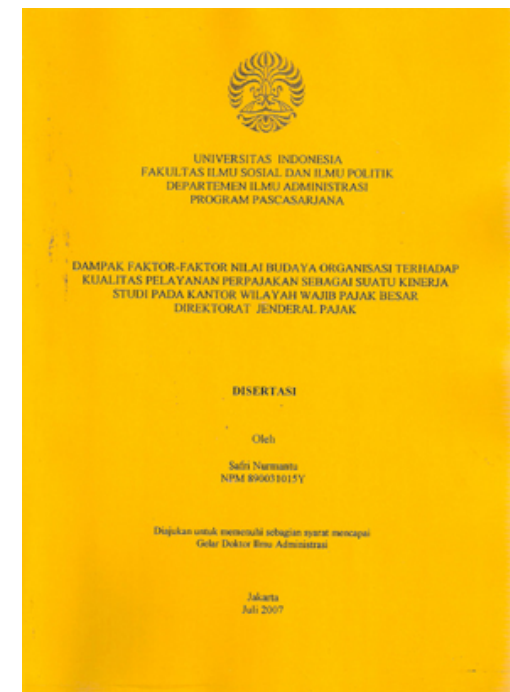 UNIVERSITAS INDONESIA
FAKULTAS ILMU SOSIAL DAN ILMU POLITIK
DEPARTEMEN ILMU ADMINISTRASI
PROGRAM PASCASARJANA
DAMPAK FAKTOR-FAKTOR NILAI BUDAYA ORGANISASI TERHADAP
KUALITAS PELAYANAN PERPAJAKAN SEBAGAI SUATU KINERJA
STUDI PADA KANTOR WILAYAH WAJIB PAJAK BESAR
DIREKTORAT JENDERAL PAJAK
DISERTASI
Oleh
Safri Nurmantu
NPM 890031015Y
Diajukan untuk memenuhi sebagian syarat mencapai
Gelar Doktor Ilmu Administrasi
Jakarta
Juli 2007